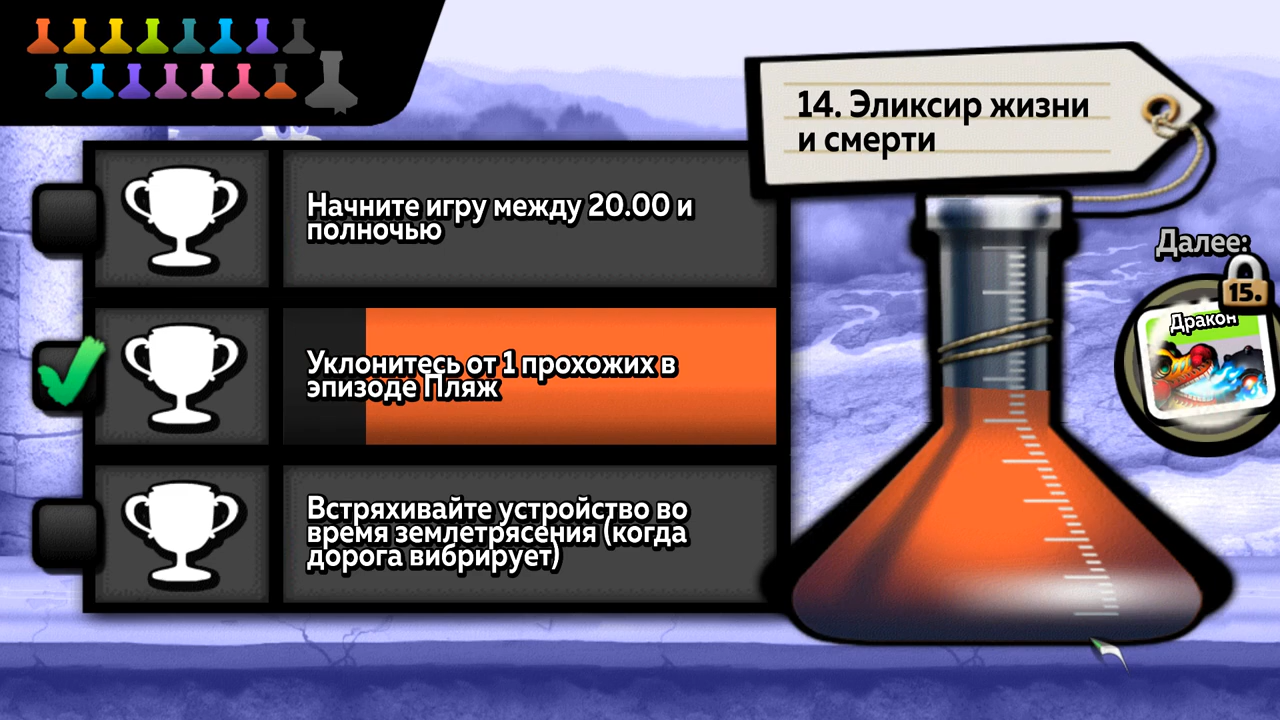 14. Эликсир жизни
и смерти
Начните игру между 20.00 и
полночью
Уклонитесь от 1 прохожих в
эпизоде Пляж
Встряхивайте устройство во
время землетрясения (когда
дорога вибрирует)
Далее:
15.
Дракон